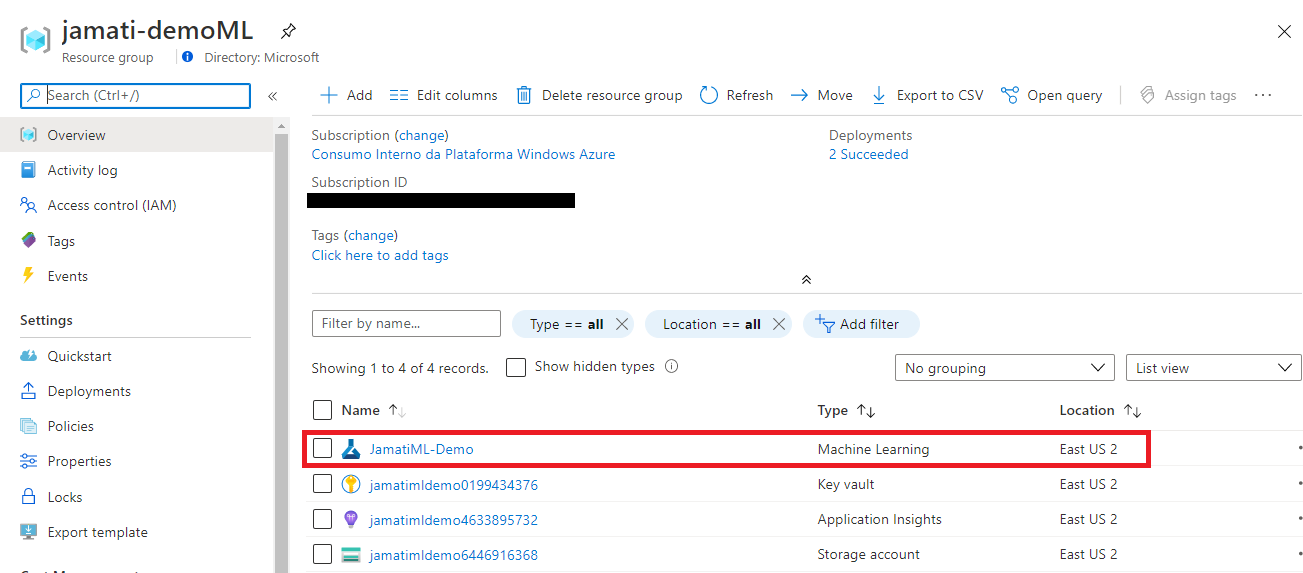 jamati-demoML
Resource group
Directory: Microsoft
Search (Ctrl+/)
«
Add
Edit columns
Delete resource group
Refresh
Move
Export to CSV
Open query
Assign tags
...
Overview
Activity log
Access control (IAM)
Tags
Events
Settings
Quickstart
Deployments
Policies
Properties
Locks
Export template
Subscription (change)
Consumo Interno da Plataforma Windows Azure
Deployments
2 Succeeded
Subscription ID
Tags (change)
Click here to add tags
Filter by name...
Type == all
Location == all
Add filter
Showing 1 to 4 of 4 records.
Show hidden types
No grouping
List view
Name Type Location
JamatiML-Demo Machine Learning East US 2
jamatimldemo0199434376 Key vault East US 2
jamatimldemo4633895732 Application Insights East US 2
jamatimldemo6446916368 Storage account East US 2